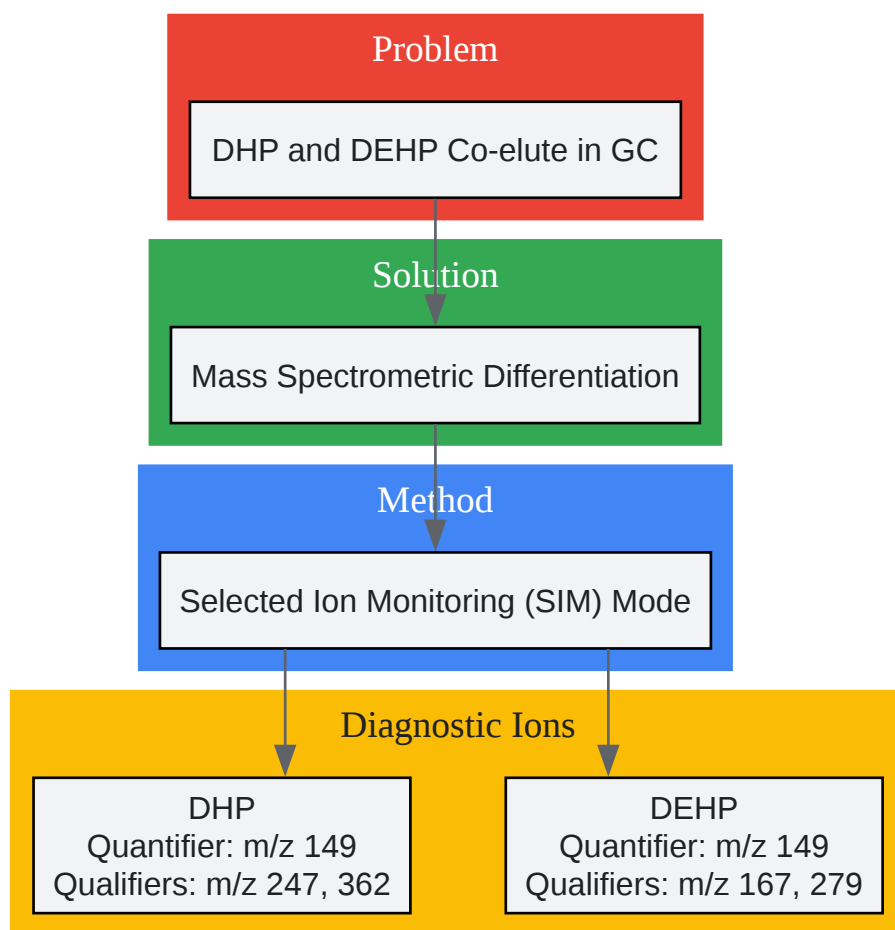 Problem
DHP and DEHP Co-elute in GC
Solution
Mass Spectrometric Differentiation
Method
Selected Ion Monitoring (SIM) Mode
Diagnostic Ions
DHP
Quantifier: m/z 149
Qualifiers: m/z 247, 362
DEHP
Quantifier: m/z 149
Qualifiers: m/z 167, 279